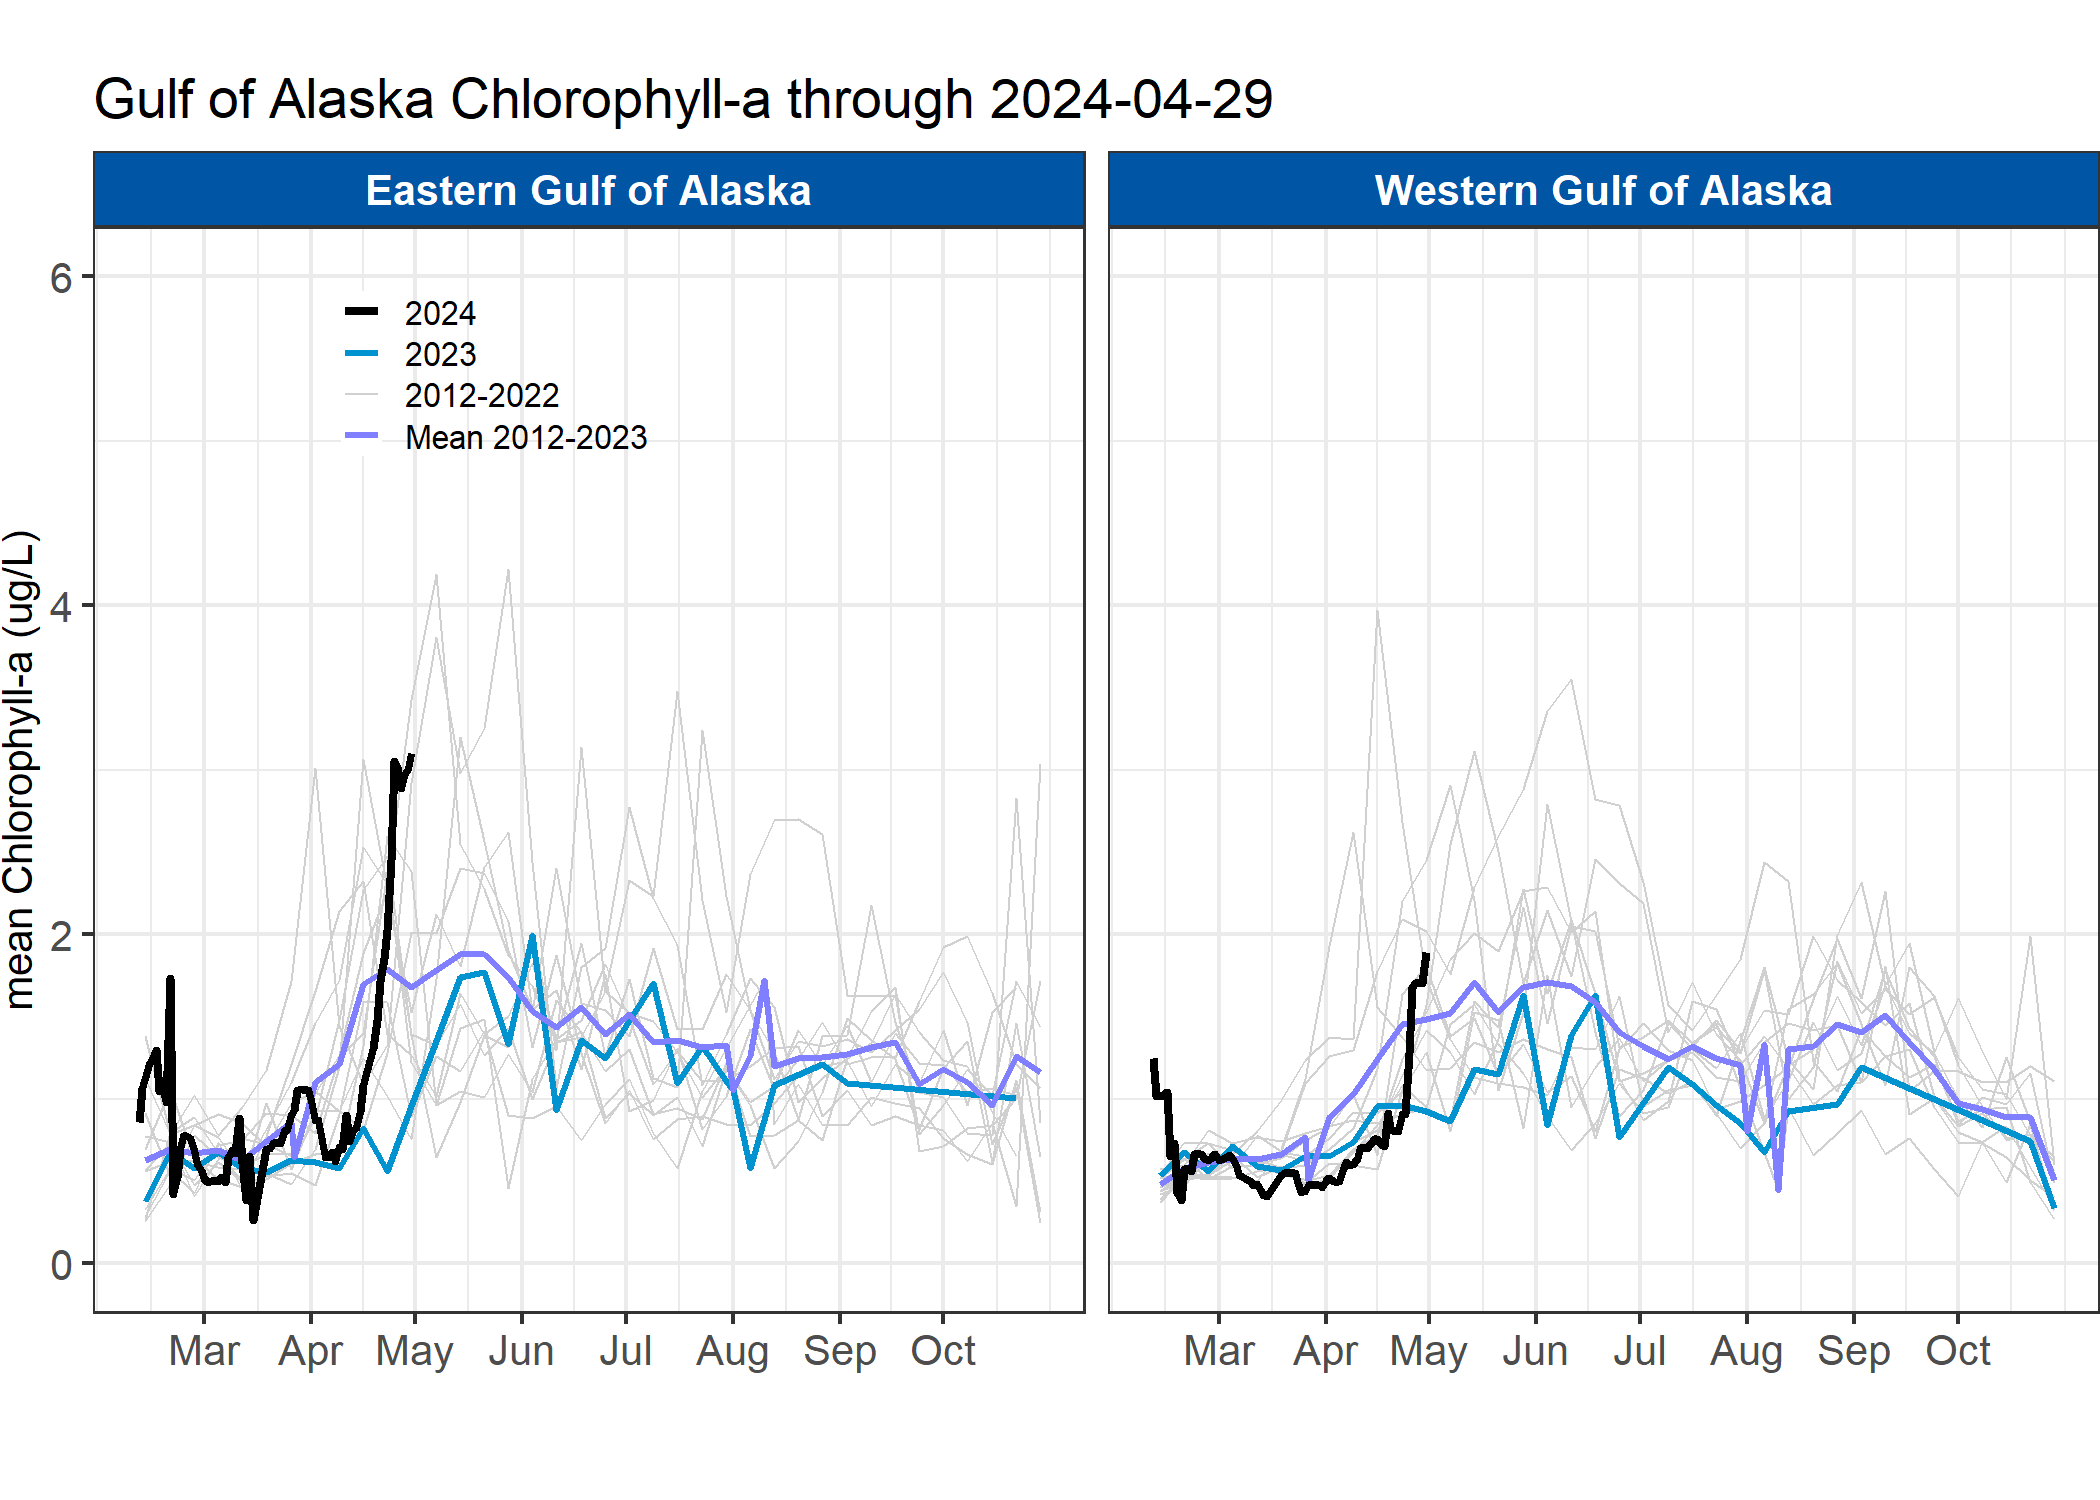 Gulf of Alaska Chlorophyll-a through 2024-04-29
Eastern Gulf of Alaska
Western Gulf of Alaska
mean Chlorophyll-a (ug/L)
6
4
2
0
2024
2023
2012-2022
Mean 2012-2023
Mar Apr May Jun Jul Aug Sep Oct
Mar Apr May Jun Jul Aug Sep Oct